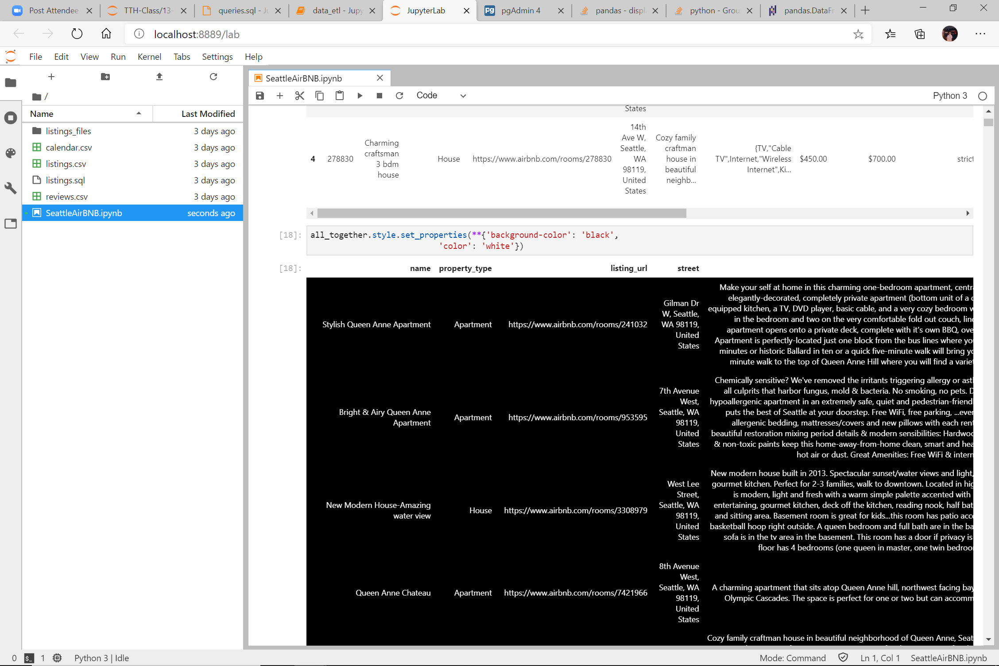 Post Attendee
TTH-Class/13-
queries.sql - Ju
data_etl - Jupy
JupyterLab
pgAdmin 4
pandas - displ
python - Grou
pandas.DataFr
localhost:8889/lab
File Edit View Run Kernel Tabs Settings Help
/
Name Last Modified
listings_files 3 days ago
calendar.csv 3 days ago
listings.csv 3 days ago
listings.sql 3 days ago
reviews.csv 3 days ago
SeattleAirBNB.ipynb seconds ago
SeattleAirBNB.ipynb
Code
Python 3
States
4
278830
Charming
craftsman
3 bdm
house
House
https://www.airbnb.com/rooms/278830
14th
Ave W,
Seattle,
WA
98119,
United
States
Cozy family
craftman
house in
beautiful
neighb...
{TV,"Cable
TV",Internet,"Wireless
Internet",Ki...
$450.00
$700.00
strict
[18]: all_together.style.set_properties(**{'background-color': 'black',
'color': 'white'})
[18]: name property_type listing_url street
Stylish Queen Anne Apartment
Apartment
https://www.airbnb.com/rooms/241032
Gilman Dr
W, Seattle,
WA 98119,
United
States
Make your self at home in this charming one-bedroom apartment, centr
elegantly-decorated, completely private apartment (bottom unit of a
equipped kitchen, a TV, DVD player, basic cable, and a very cozy bedroom w
in the bedroom and two on the very comfortable fold out couch, line
apartment opens onto a private deck, complete with it's own BBQ, ove
Apartment is perfectly-located just one block from the bus lines where yo
minutes or historic Ballard in ten or a quick five-minute walk will bring yo
minute walk to the top of Queen Anne Hill where you will find a variet
Bright & Airy Queen Anne
Apartment
Apartment
https://www.airbnb.com/rooms/953595
7th Avenue
West,
Seattle, WA
98119,
United
States
Chemically sensitive? We've removed the irritants triggering allergy or ast
all culprits that harbor fungus, mold & bacteria. No smoking, no pets. D
hypoallergenic apartment in an extremely safe, quiet and pedestrian-friendl
puts the best of Seattle at your doorstep. Free WiFi, free parking, ...ever
allergenic bedding, mattresses/covers and new pillows with each rent
beautiful restoration mixing period details & modern sensibilities: Hardwoo
& non-toxic paints keep this home-away-from-home clean, smart and hea
hot air or dust. Great Amenities: Free WiFi & intern
New Modern House-Amazing
water view
House
https://www.airbnb.com/rooms/3308979
West Lee
Street,
Seattle, WA
98119,
United
States
New modern house built in 2013. Spectacular sunset/water views and light,
gourmet kitchen. Perfect for 2-3 families, walk to downtown. Located in hig
is modern, light and fresh with a warm simple palette accented with
entertaining, gourmet kitchen, deck off the kitchen, reading nook, half bat
and sitting area. Basement room is great for kids...this room has patio acc
basketball hoop right outside. A queen bedroom and full bath are in the ba
sofa is in the tv area in the basement. This room has a door if privacy is
floor has 4 bedrooms (one queen in master, one twin bedroo
Queen Anne Chateau
Apartment
https://www.airbnb.com/rooms/7421966
8th Avenue
West,
Seattle, WA
98119,
United
States
A charming apartment that sits atop Queen Anne hill, northwest facing bay
Olympic Cascades. The space is perfect for one or two but can accomm
Cozy family craftman house in beautiful neighborhood of Queen Anne, Seat
0 $_ 1 Python 3 | Idle
Mode: Command Ln 1, Col 1 SeattleAirBNB.ipynb